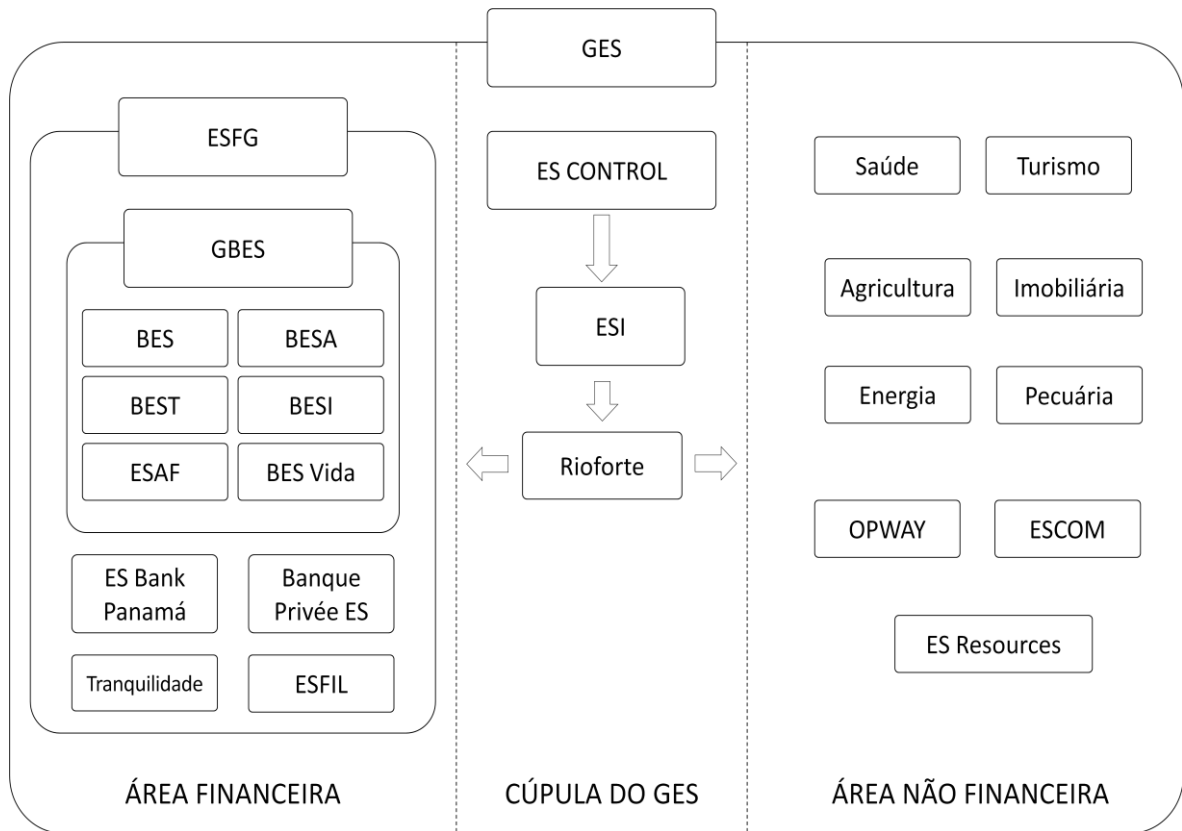 GES
ESFG
GBES
BES
BESA
BEST
BESI
ESAF
BES Vida
ES Bank
Panamá
Banque
Privée ES
Tranquilidade
ESFIL
ÁREA FINANCEIRA
ES CONTROL
ESI
Rioforte
CÚPULA DO GES
Saúde
Turismo
Agricultura
Imobiliária
Energia
Pecuária
OPWAY
ESCOM
ES Resources
ÁREA NÃO FINANCEIRA